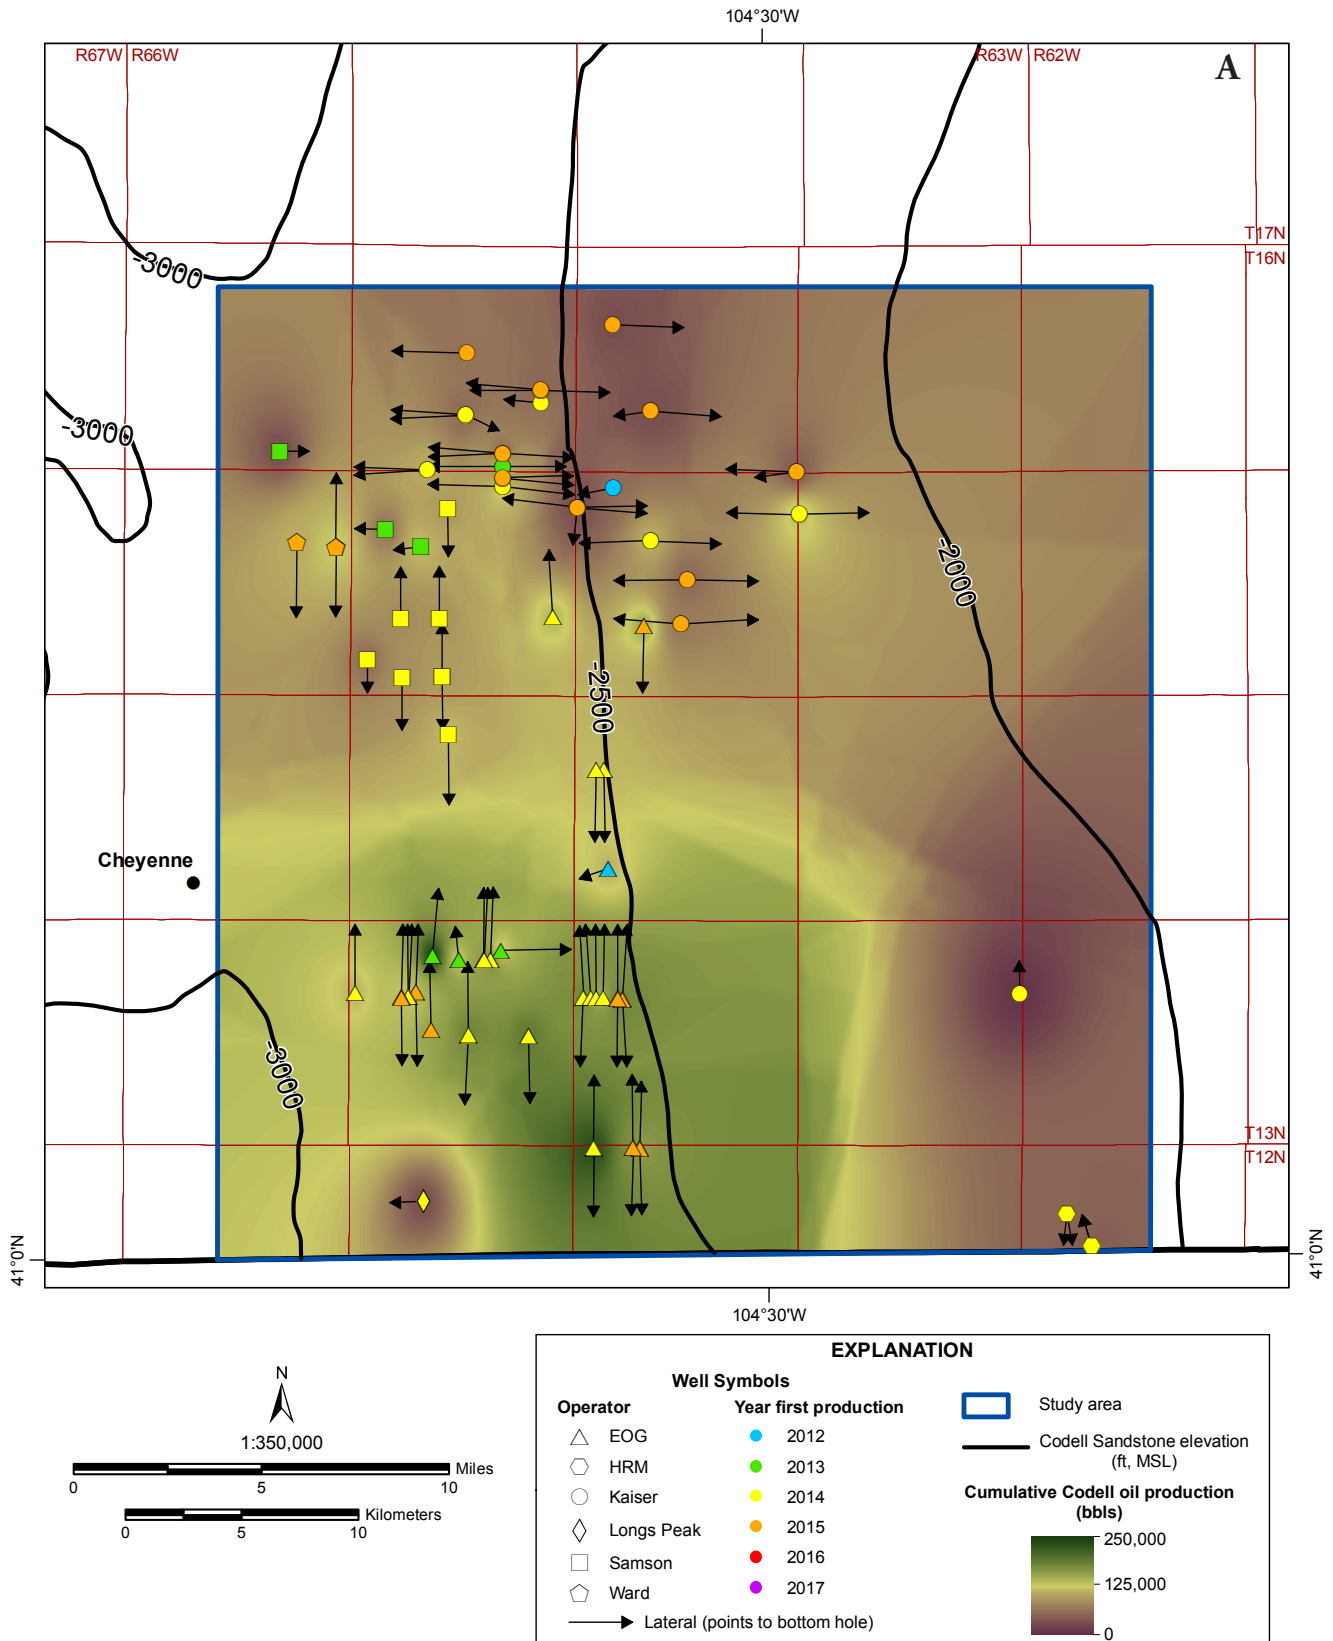 104°30'W
R67W R66W
R63W R62W
A
T17N
T16N
-3000
-3000
-2000
-2500
Cheyenne
-3000
T13N
T12N
41°0'N
41°0'N
104°30'W
N
1:350,000
Miles
0 5 10
Kilometers
0 5 10
EXPLANATION
Well Symbols
Operator
EOG
HRM
Kaiser
Longs Peak
Samson
Ward
Lateral (points to bottom hole)
Year first production
2012
2013
2014
2015
2016
2017
Study area
Codell Sandstone elevation
(ft, MSL)
Cumulative Codell oil production
(bbls)
250,000
125,000
0